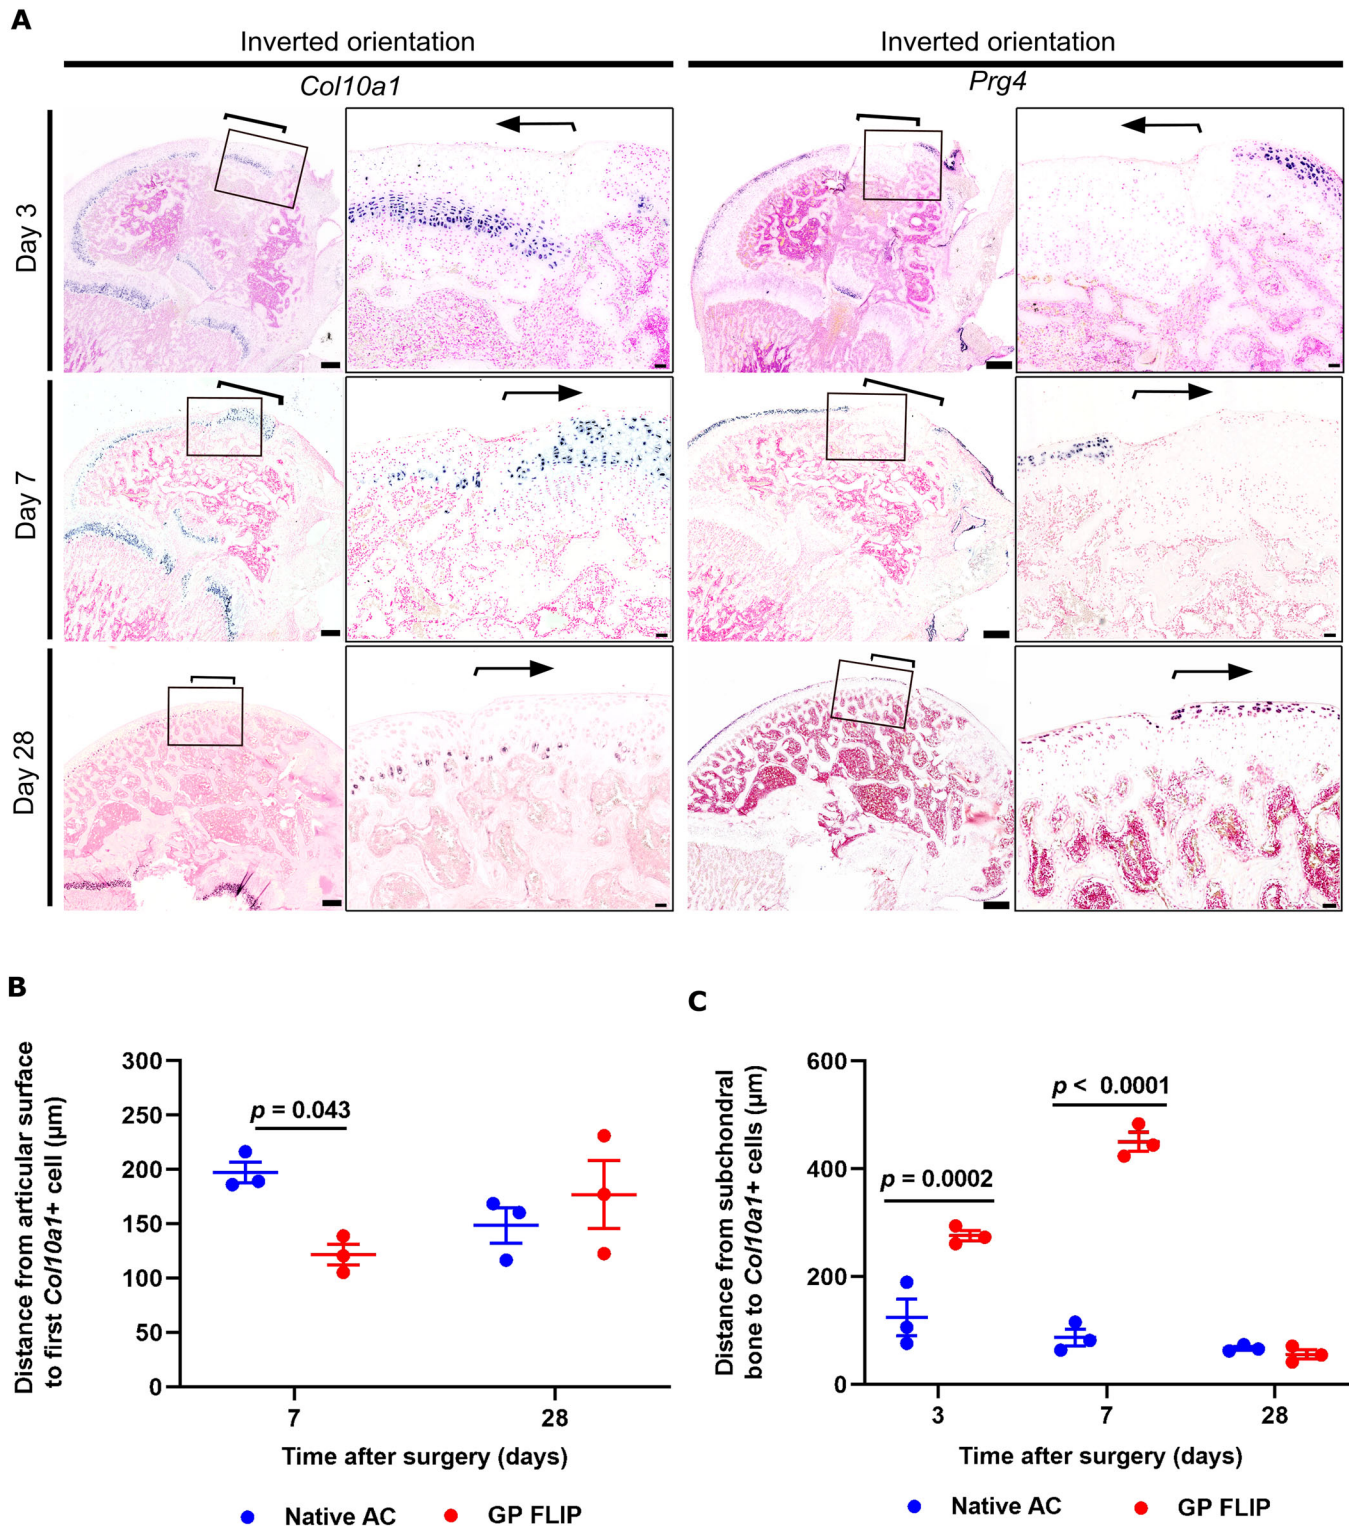 A
Inverted orientation
Inverted orientation
Col10a1
Prg4
Day 3
Day 7
Day 28
B
Distance from articular surface
to first Col10a1+ cell (µm)
300
250
200
150
100
50
0
p = 0.043
7
28
Time after surgery (days)
Native AC
GP FLIP
C
Distance from subchondral
bone to Col10a1+ cells (µm)
600
400
200
0
p = 0.0002
p < 0.0001
3
7
28
Time after surgery (days)
Native AC
GP FLIP